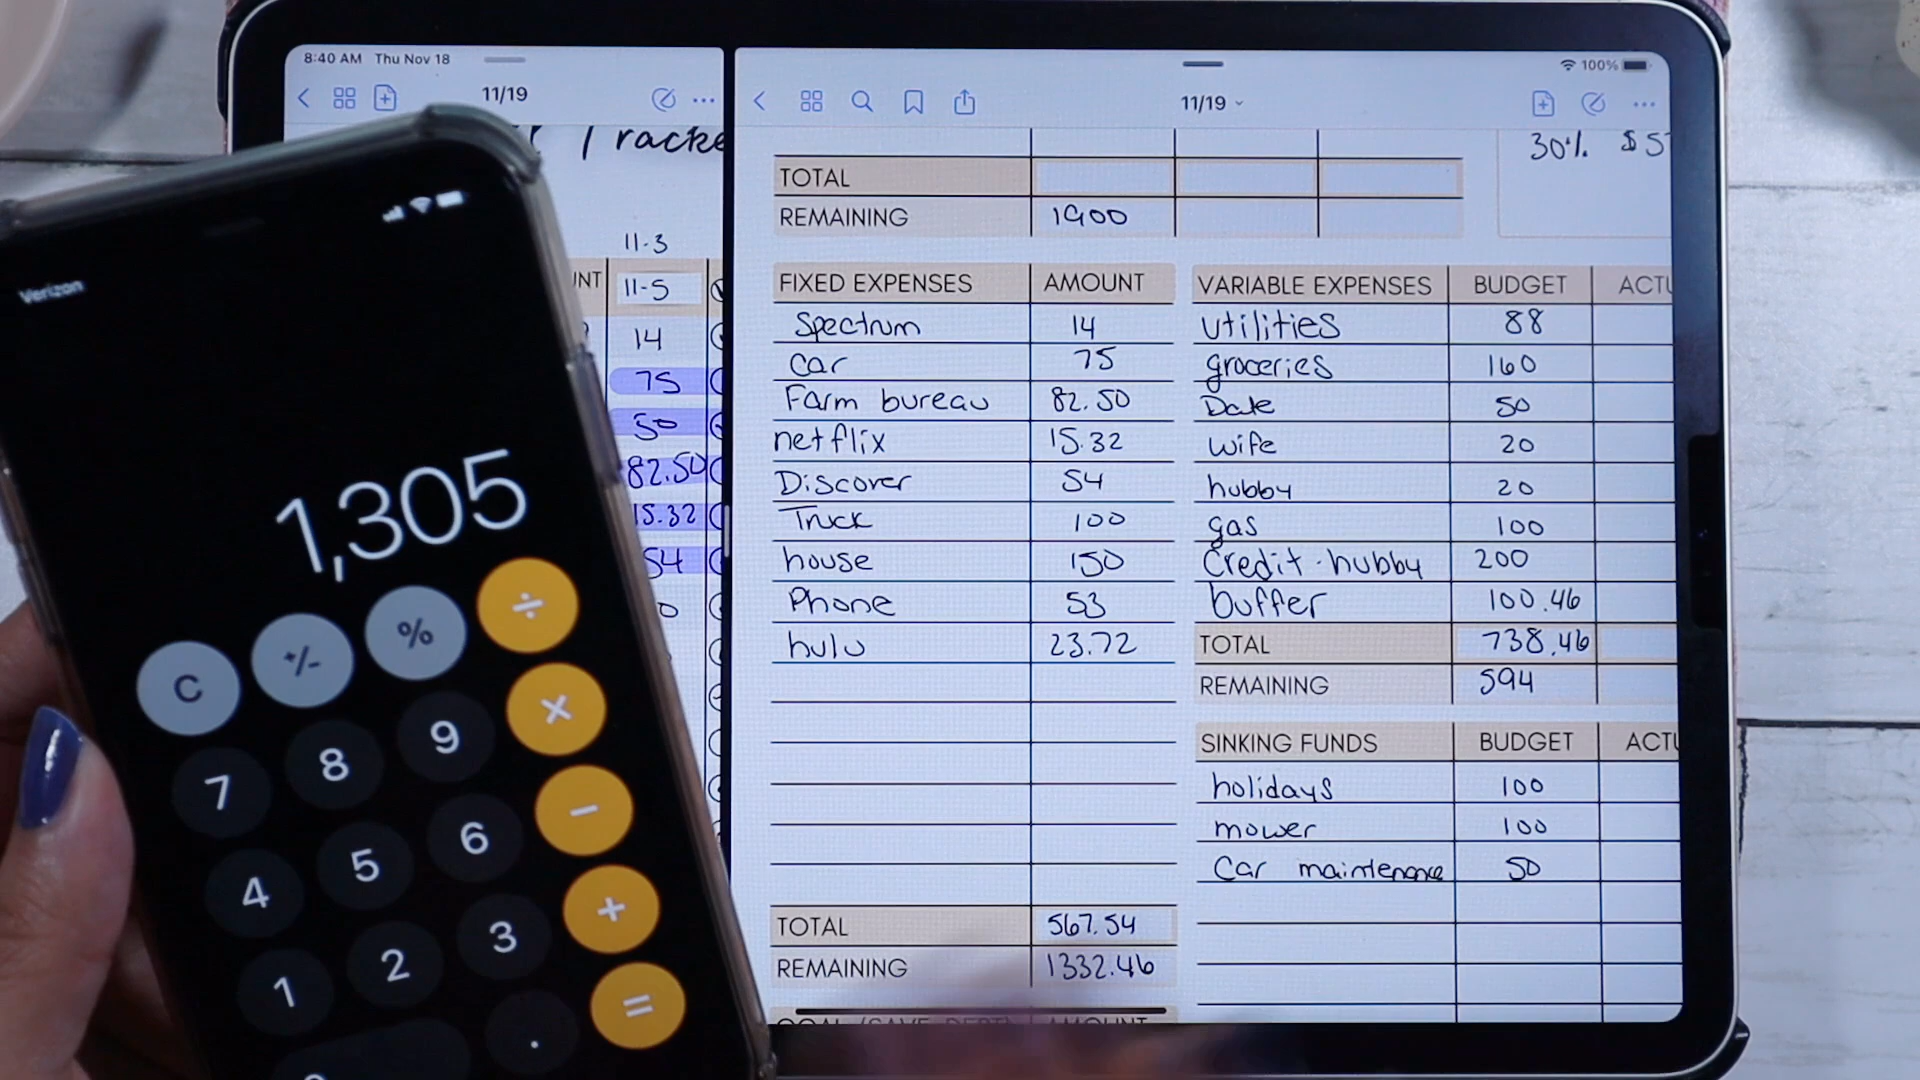 8:40 AM Thu Nov 18
11/19
Tracke
11-3
NT 11-5
14
75
50
82.50
15.32
54
Verizon
1,305
C +/- % ÷
7 8 9 ×
4 5 6 −
1 2 3 +
. =
100%
11/19
30% $5
TOTAL
REMAINING 1900
FIXED EXPENSES AMOUNT
Spectrum 14
Car 75
Farm bureau 82.50
netflix 15.32
Discover 54
Truck 100
house 150
Phone 53
hulu 23.72
TOTAL 567.54
REMAINING 1332.46
VARIABLE EXPENSES BUDGET ACTU
utilities 88
groceries 160
Date 50
wife 20
hubby 20
gas 100
Credit-hubby 200
buffer 100.46
TOTAL 738.46
REMAINING 594
SINKING FUNDS BUDGET ACTU
holidays 100
mower 100
Car maintenance 50